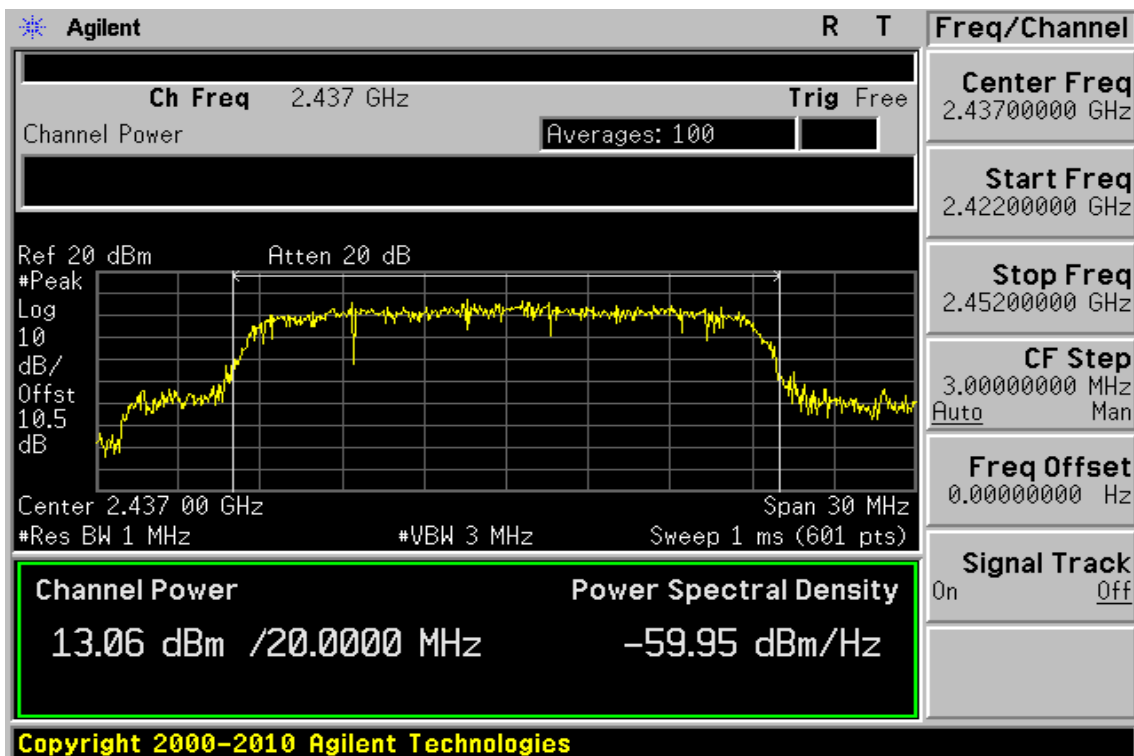 Agilent R T
Ch Freq 2.437 GHz Trig Free
Channel Power Averages: 100
Ref 20 dBm Atten 20 dB
#Peak
Log
10
dB/
Offst
10.5
dB
Center 2.437 00 GHz Span 30 MHz
#Res BW 1 MHz #VBW 3 MHz Sweep 1 ms (601 pts)
Channel Power Power Spectral Density
13.06 dBm /20.0000 MHz -59.95 dBm/Hz
Copyright 2000-2010 Agilent Technologies
Freq/Channel
Center Freq
2.43700000 GHz
Start Freq
2.42200000 GHz
Stop Freq
2.45200000 GHz
CF Step
3.00000000 MHz
Auto Man
Freq Offset
0.00000000 Hz
Signal Track
On Off